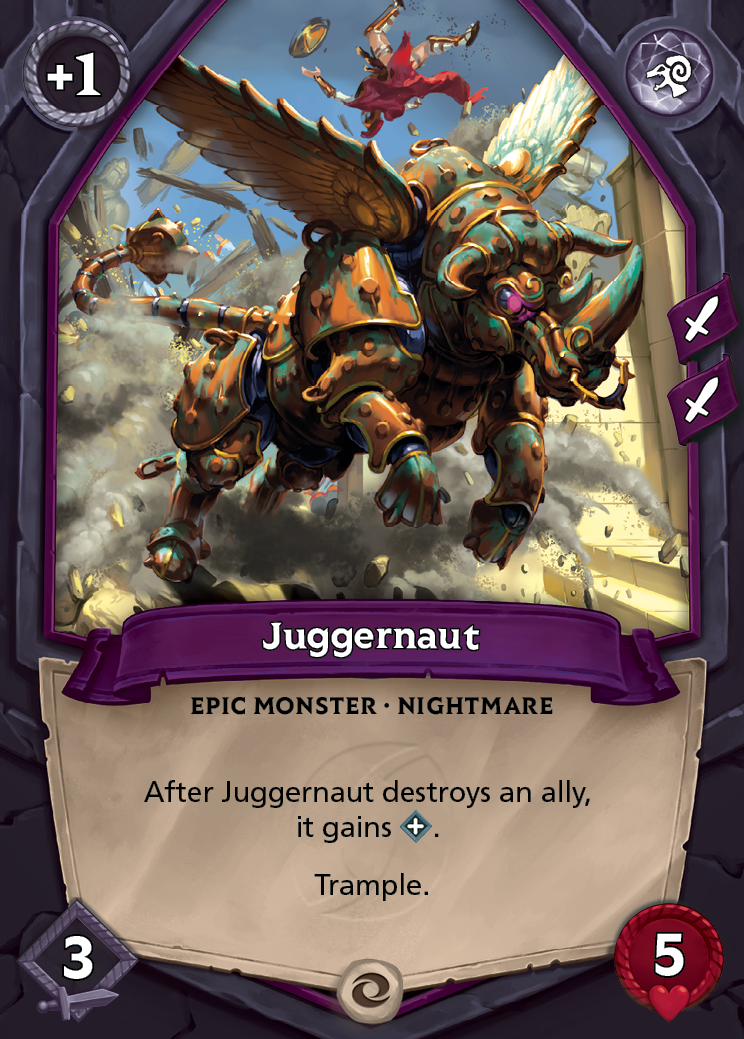 +1
Juggernaut
EPIC MONSTER · NIGHTMARE
After Juggernaut destroys an ally,
it gains +.
Trample.
3
5